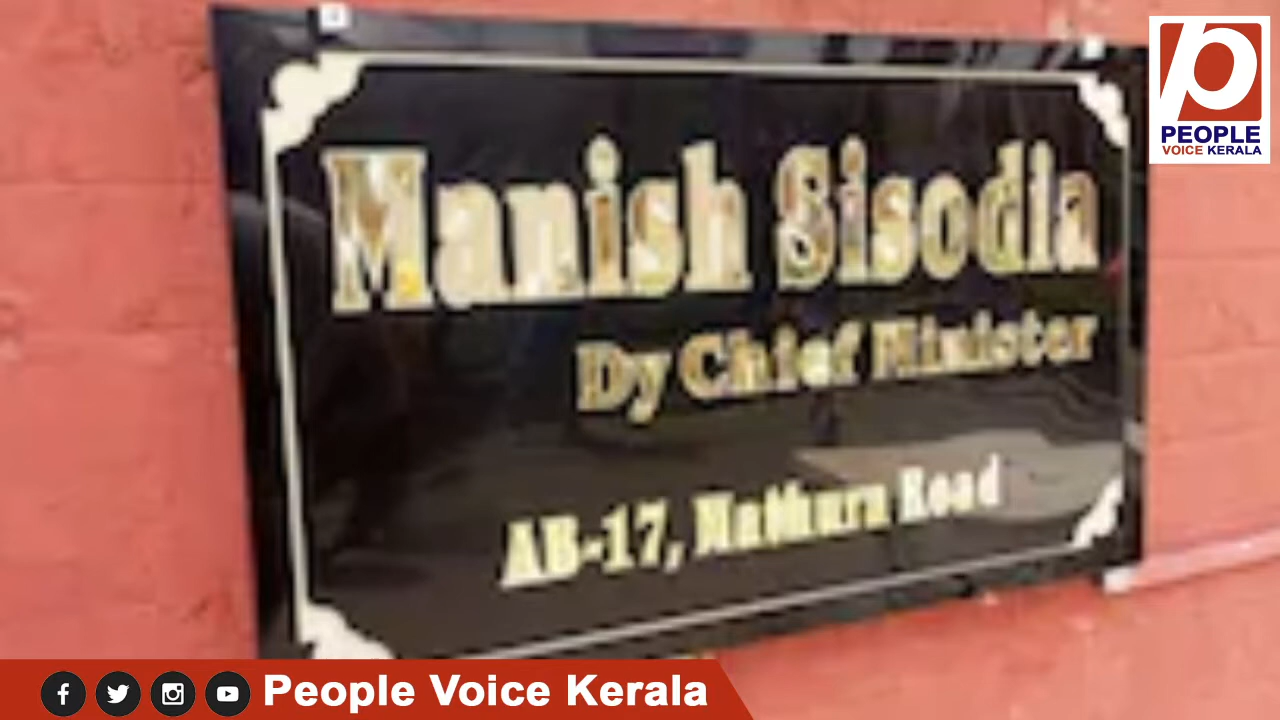 Manish Sisodia
Dy Chief Minister
AB-17, Mathura Road
PEOPLE
VOICE KERALA
People Voice Kerala